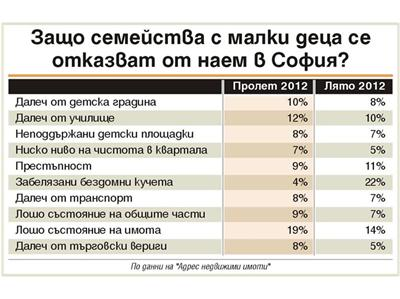 Защо семейства с малки деца се
отказват от наем в София?
Пролет 2012 Лято 2012
Далеч от детска градина 10% 8%
Далеч от училище 12% 10%
Неподдържани детски площадки 8% 7%
Ниско ниво на чистота в квартала 7% 5%
Престъпност 9% 11%
Забелязани бездомни кучета 4% 22%
Далеч от транспорт 8% 7%
Лошо състояние на общите части 9% 7%
Лошо състояние на имота 19% 14%
Далеч от търговски вериги 8% 5%
По данни на "Адрес недвижими имоти"